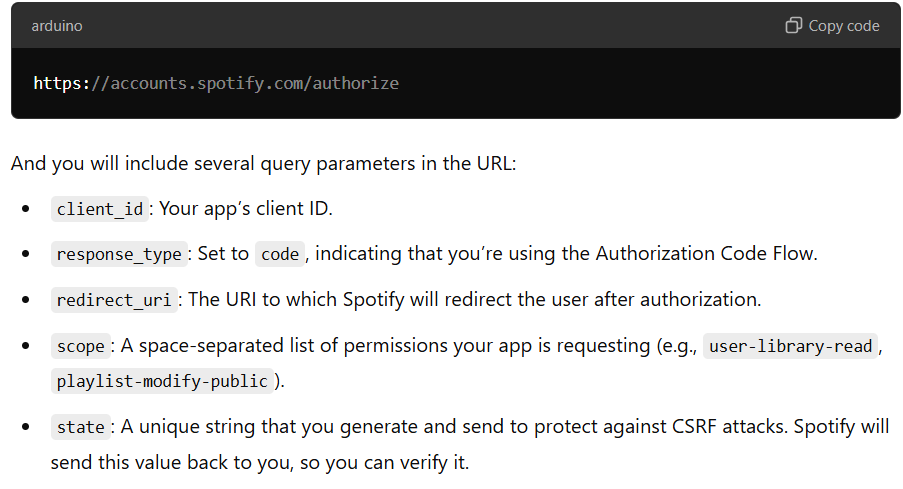 arduino
Copy code
https://accounts.spotify.com/authorize
And you will include several query parameters in the URL:
client_id: Your app’s client ID.
response_type: Set to code, indicating that you’re using the Authorization Code Flow.
redirect_uri: The URI to which Spotify will redirect the user after authorization.
scope: A space-separated list of permissions your app is requesting (e.g., user-library-read,
playlist-modify-public).
state: A unique string that you generate and send to protect against CSRF attacks. Spotify will
send this value back to you, so you can verify it.